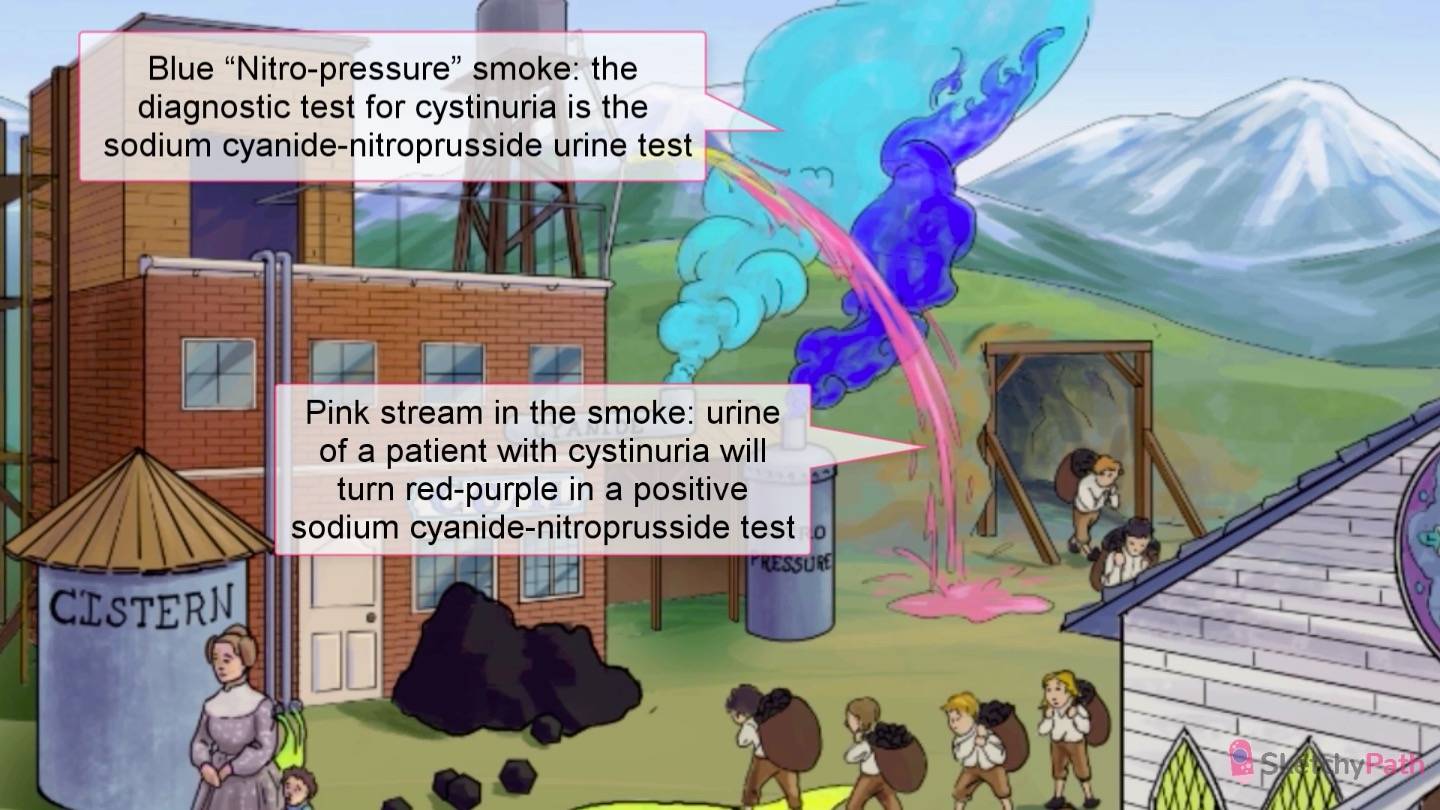 Blue “Nitro-pressure” smoke: the
diagnostic test for cystinuria is the
sodium cyanide-nitroprusside urine test
Pink stream in the smoke: urine
of a patient with cystinuria will
turn red-purple in a positive
sodium cyanide-nitroprusside test
CYANIDE
PRESSURE
CISTERN
SketchyPath